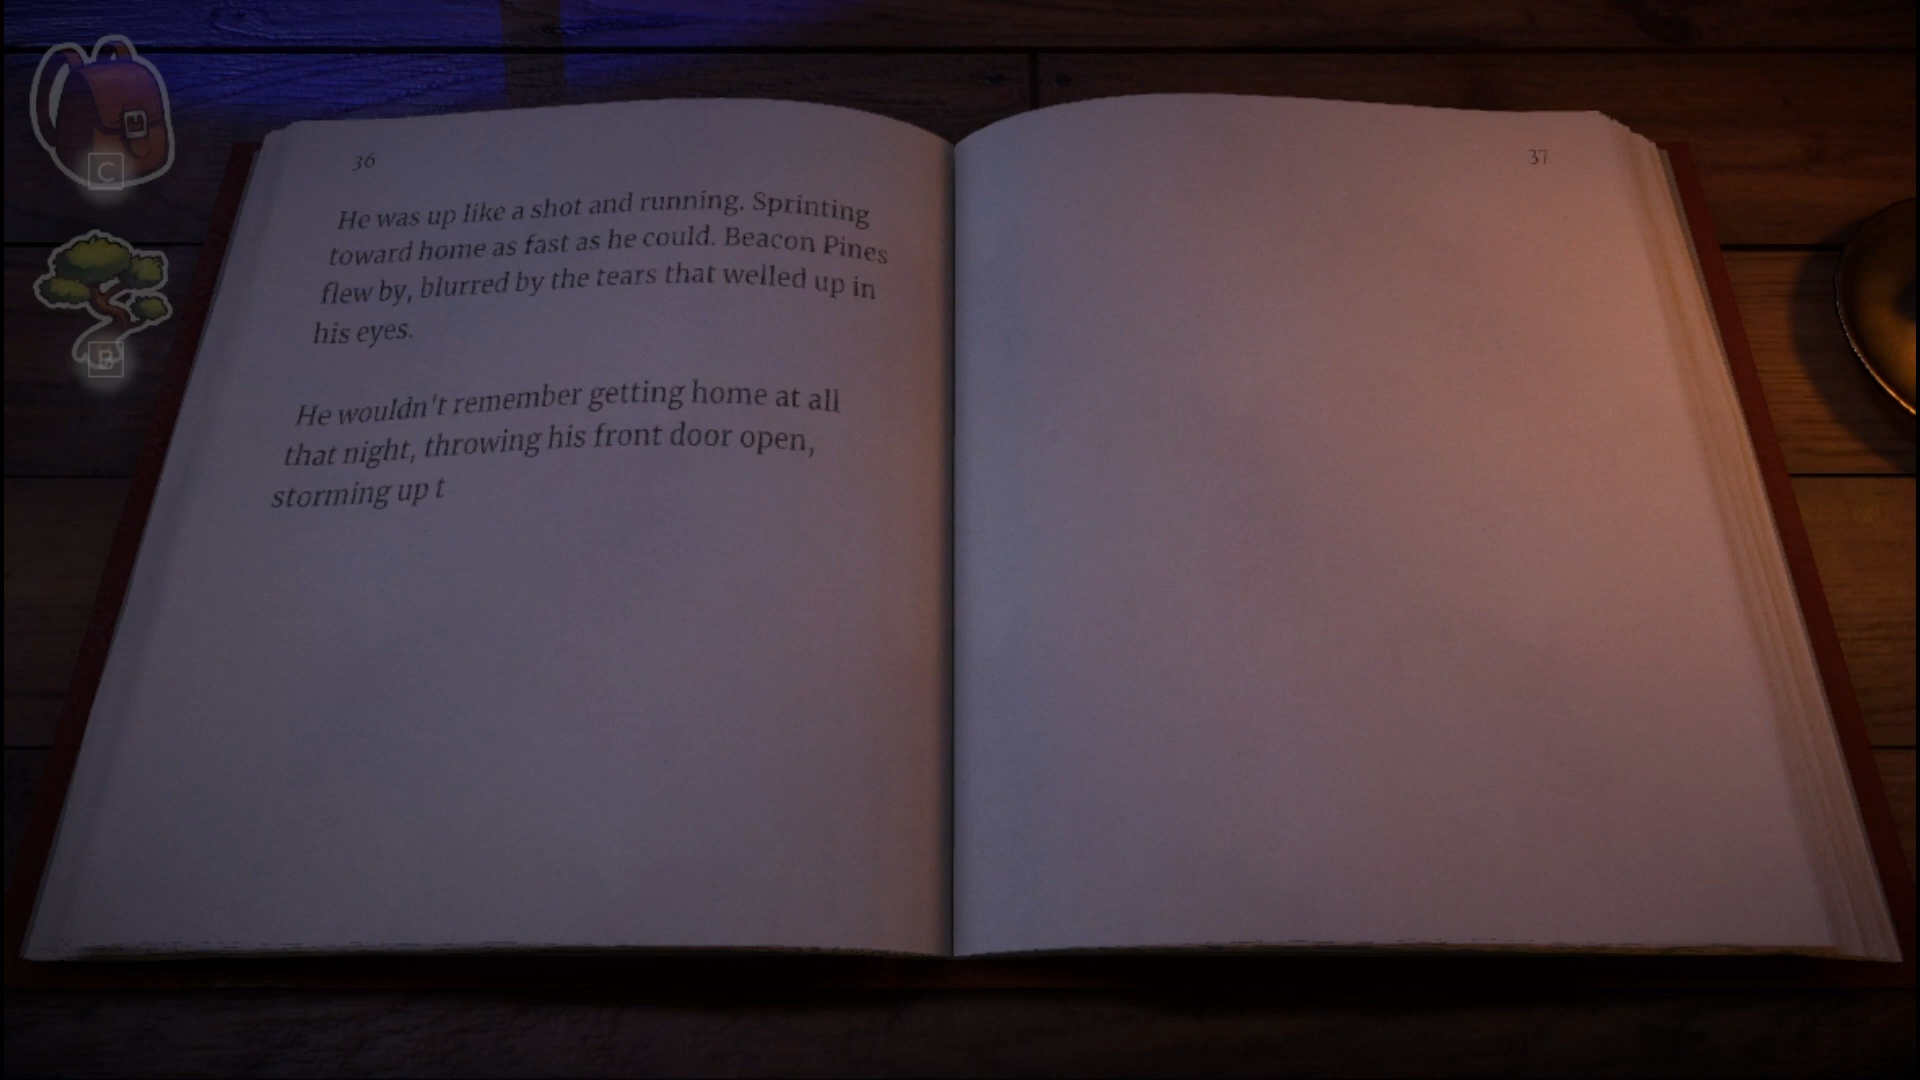 C
B
36
He was up like a shot and running. Sprinting
toward home as fast as he could. Beacon Pines
flew by, blurred by the tears that welled up in
his eyes.
He wouldn't remember getting home at all
that night, throwing his front door open,
storming up t
37